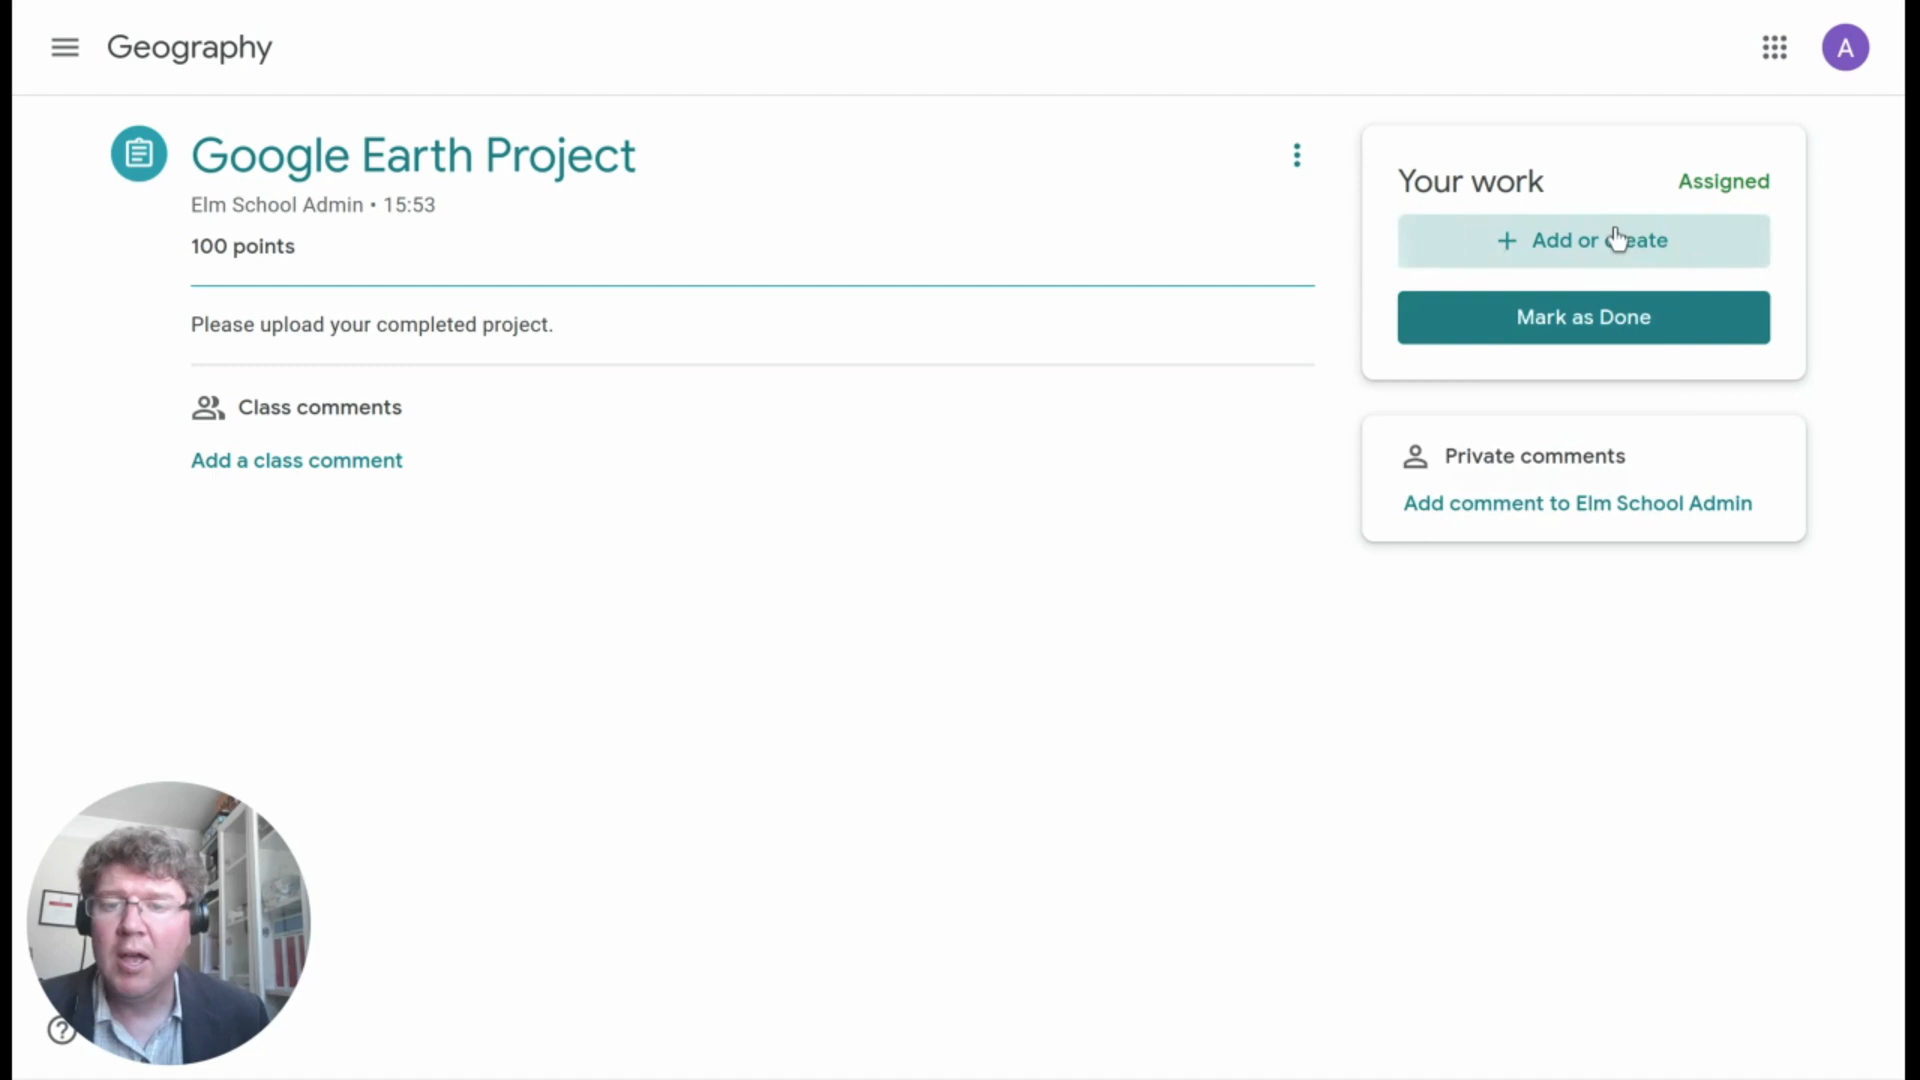 Geography
A
Google Earth Project
Elm School Admin • 15:53
100 points
Please upload your completed project.
Class comments
Add a class comment
Your work
Assigned
+ Add or create
Mark as Done
Private comments
Add comment to Elm School Admin
?